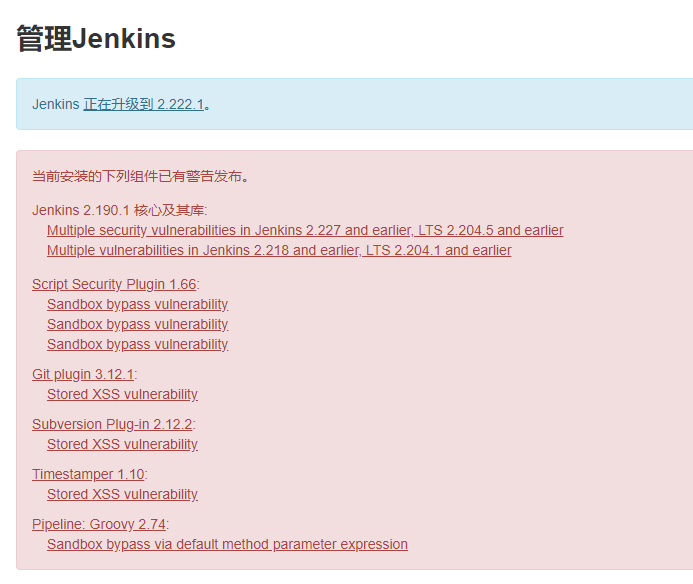 管理Jenkins
Jenkins 正在升级到 2.222.1。
当前安装的下列组件已有警告发布。
Jenkins 2.190.1 核心及其库:
Multiple security vulnerabilities in Jenkins 2.227 and earlier, LTS 2.204.5 and earlier
Multiple vulnerabilities in Jenkins 2.218 and earlier, LTS 2.204.1 and earlier
Script Security Plugin 1.66:
Sandbox bypass vulnerability
Sandbox bypass vulnerability
Sandbox bypass vulnerability
Git plugin 3.12.1:
Stored XSS vulnerability
Subversion Plug-in 2.12.2:
Stored XSS vulnerability
Timestamper 1.10:
Stored XSS vulnerability
Pipeline: Groovy 2.74:
Sandbox bypass via default method parameter expression